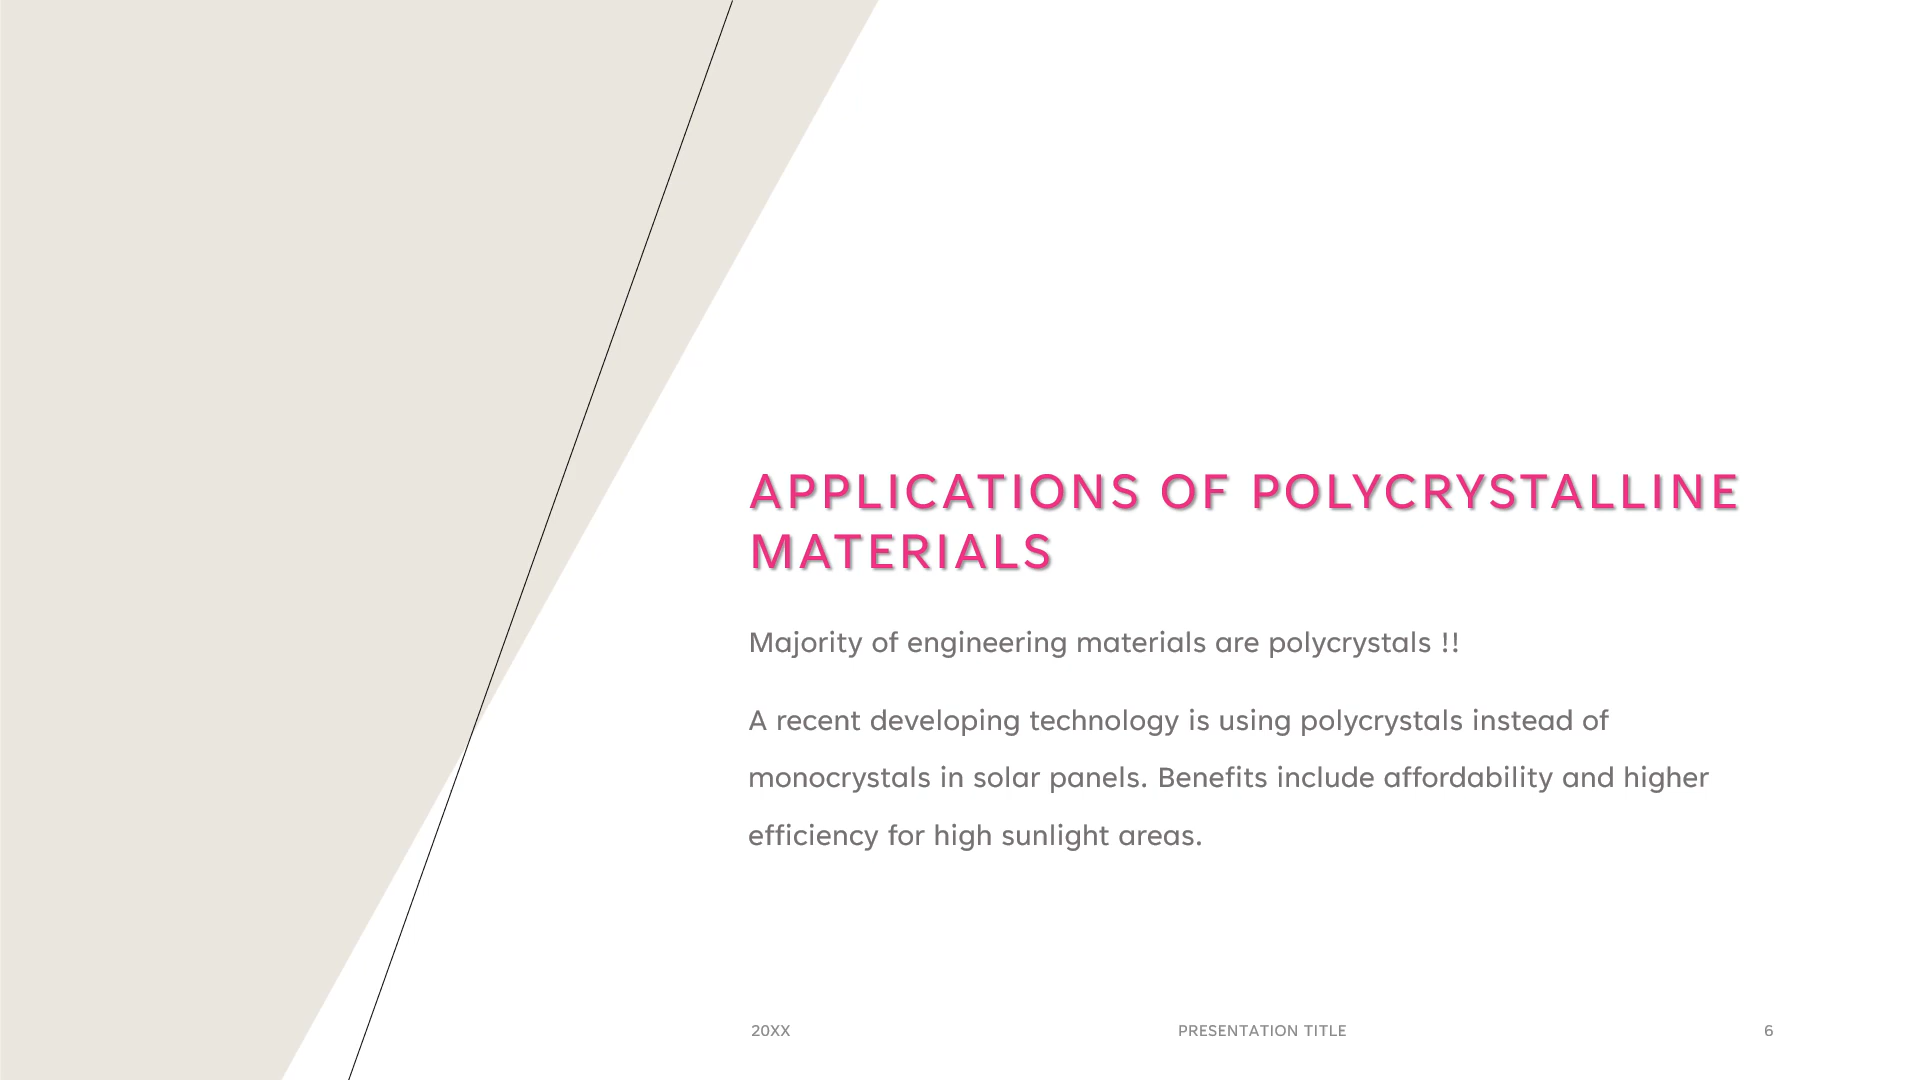 APPLICATIONS OF POLYCRYSTALLINE
MATERIALS
Majority of engineering materials are polycrystals !!
A recent developing technology is using polycrystals instead of
monocrystals in solar panels. Benefits include affordability and higher
efficiency for high sunlight areas.
20XX
PRESENTATION TITLE
6